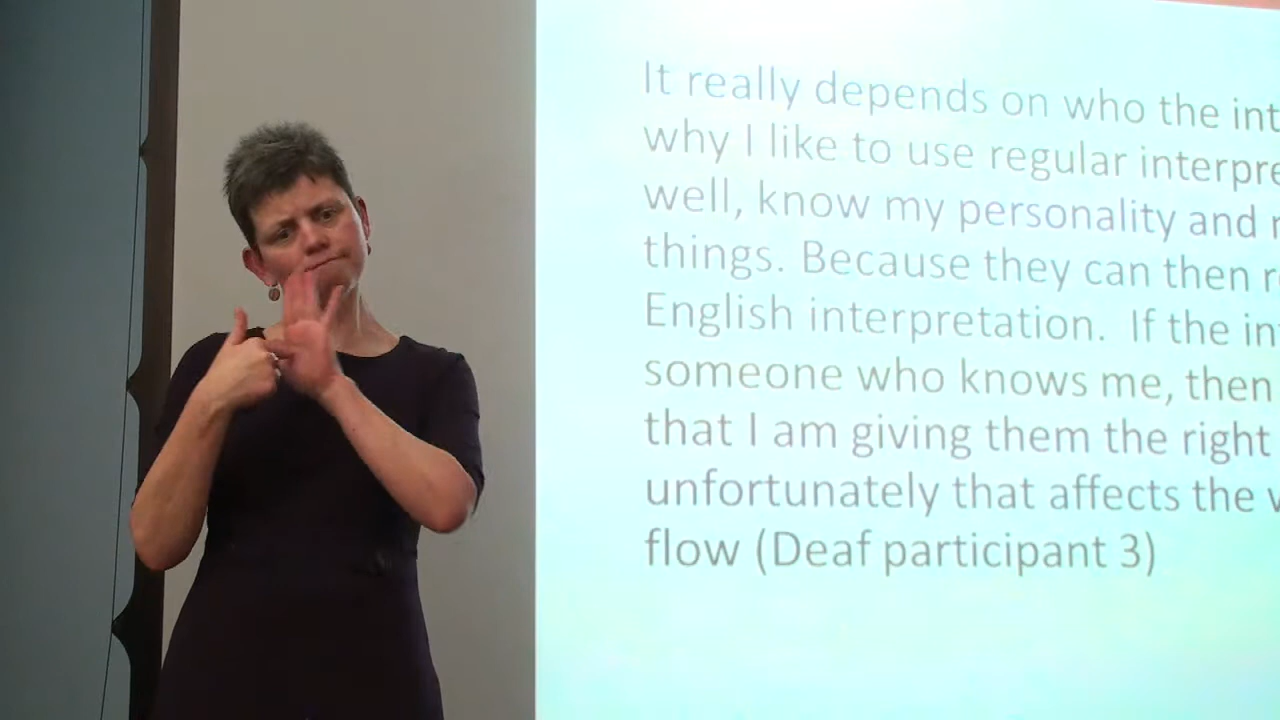 It really depends on who the int
why I like to use regular interpre
well, know my personality and
things. Because they can then r
English interpretation. If the in
someone who knows me, then
that I am giving them the right
unfortunately that affects the
flow (Deaf participant 3)